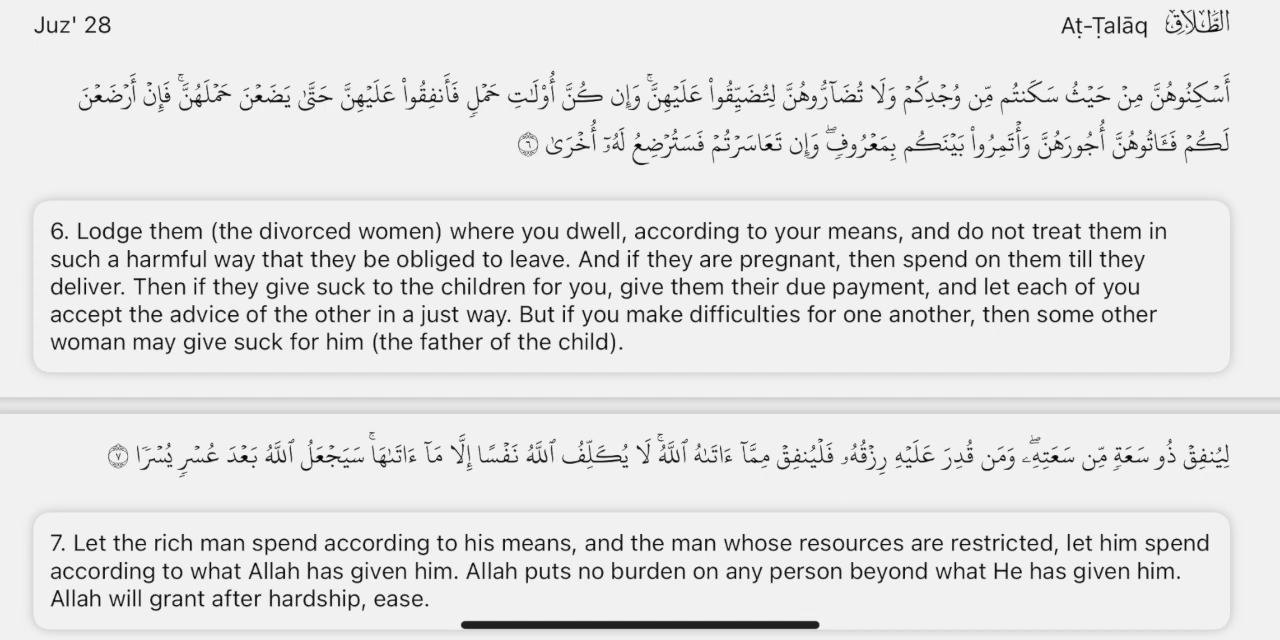 Juz' 28
Aṭ-Ṭalāq الطَّلَاق
أَسْكِنُوهُنَّ مِنْ حَيْثُ سَكَنتُم مِّن وُجْدِكُمْ وَلَا تُضَآرُّوهُنَّ لِتُضَيِّقُوا۟ عَلَيْهِنَّ ۚ وَإِن كُنَّ أُو۟لَـٰتِ حَمْلٍ فَأَنفِقُوا۟ عَلَيْهِنَّ حَتَّىٰ يَضَعْنَ حَمْلَهُنَّ ۚ فَإِنْ أَرْضَعْنَ
لَكُمْ فَـَٔاتُوهُنَّ أُجُورَهُنَّ وَأْتَمِرُوا۟ بَيْنَكُم بِمَعْرُوفٍ ۖ وَإِن تَعَاسَرْتُمْ فَسَتُرْضِعُ لَهُۥٓ أُخْرَىٰ ٦
6. Lodge them (the divorced women) where you dwell, according to your means, and do not treat them in
such a harmful way that they be obliged to leave. And if they are pregnant, then spend on them till they
deliver. Then if they give suck to the children for you, give them their due payment, and let each of you
accept the advice of the other in a just way. But if you make difficulties for one another, then some other
woman may give suck for him (the father of the child).
لِيُنفِقْ ذُو سَعَةٍ مِّن سَعَتِهِۦ ۖ وَمَن قُدِرَ عَلَيْهِ رِزْقُهُۥ فَلْيُنفِقْ مِمَّآ ءَاتَىٰهُ ٱللَّهُ ۚ لَا يُكَلِّفُ ٱللَّهُ نَفْسًا إِلَّا مَآ ءَاتَىٰهَا ۚ سَيَجْعَلُ ٱللَّهُ بَعْدَ عُسْرٍ يُسْرًا ٧
7. Let the rich man spend according to his means, and the man whose resources are restricted, let him spend
according to what Allah has given him. Allah puts no burden on any person beyond what He has given him.
Allah will grant after hardship, ease.